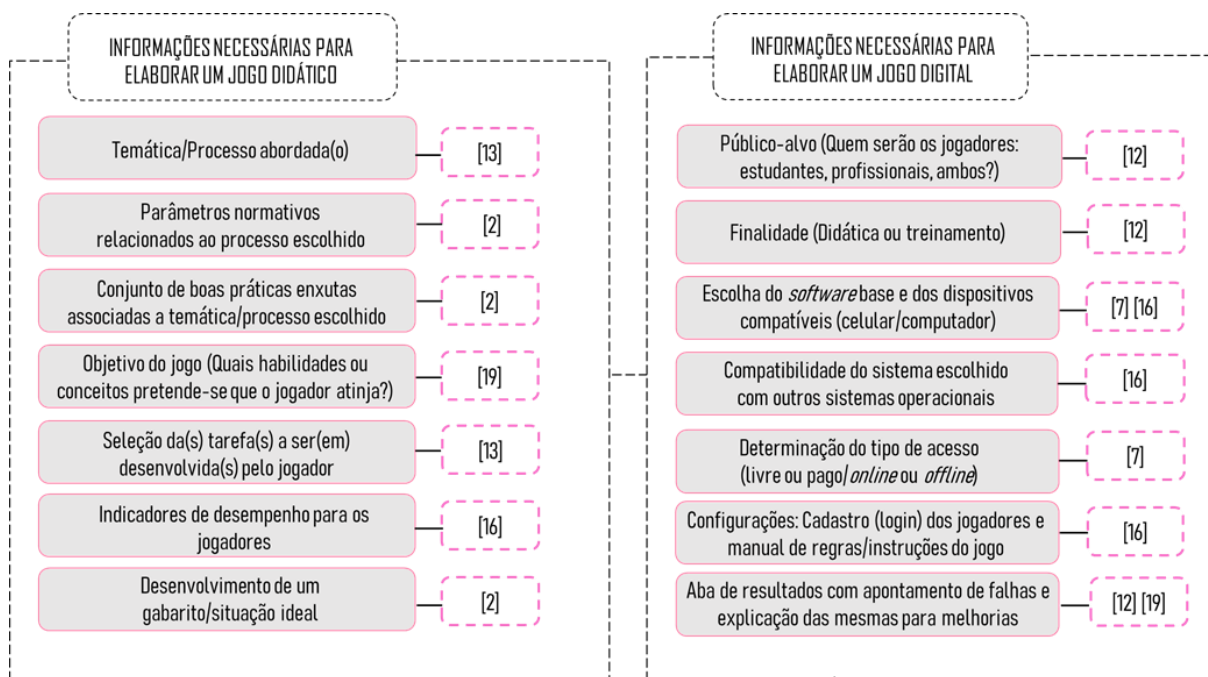 INFORMAÇÕES NECESSÁRIAS PARA
ELABORAR UM JOGO DIDÁTICO
Temática/Processo abordada(o)
[13]
Parâmetros normativos
relacionados ao processo escolhido
[2]
Conjunto de boas práticas enxutas
associadas a temática/processo escolhido
[2]
Objetivo do jogo (Quais habilidades ou
conceitos pretende-se que o jogador atinja?)
[19]
Seleção da(s) tarefa(s) a ser(em)
desenvolvida(s) pelo jogador
[13]
Indicadores de desempenho para os
jogadores
[16]
Desenvolvimento de um
gabarito/situação ideal
[2]
INFORMAÇÕES NECESSÁRIAS PARA
ELABORAR UM JOGO DIGITAL
Público-alvo (Quem serão os jogadores:
estudantes, profissionais, ambos?)
[12]
Finalidade (Didática ou treinamento)
[12]
Escolha do software base e dos dispositivos
compatíveis (celular/computador)
[7] [16]
Compatibilidade do sistema escolhido
com outros sistemas operacionais
[16]
Determinação do tipo de acesso
(livre ou pago/online ou offline)
[7]
Configurações: Cadastro (login) dos jogadores e
manual de regras/instruções do jogo
[16]
Aba de resultados com apontamento de falhas e
explicação das mesmas para melhorias
[12] [19]